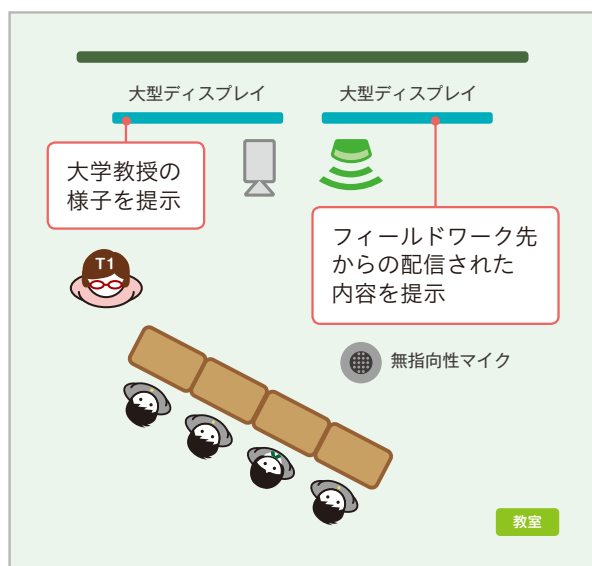 大型ディスプレイ
大型ディスプレイ
大学教授の
様子を提示
フィールドワーク先
からの配信された
内容を提示
T1
無指向性マイク
教室